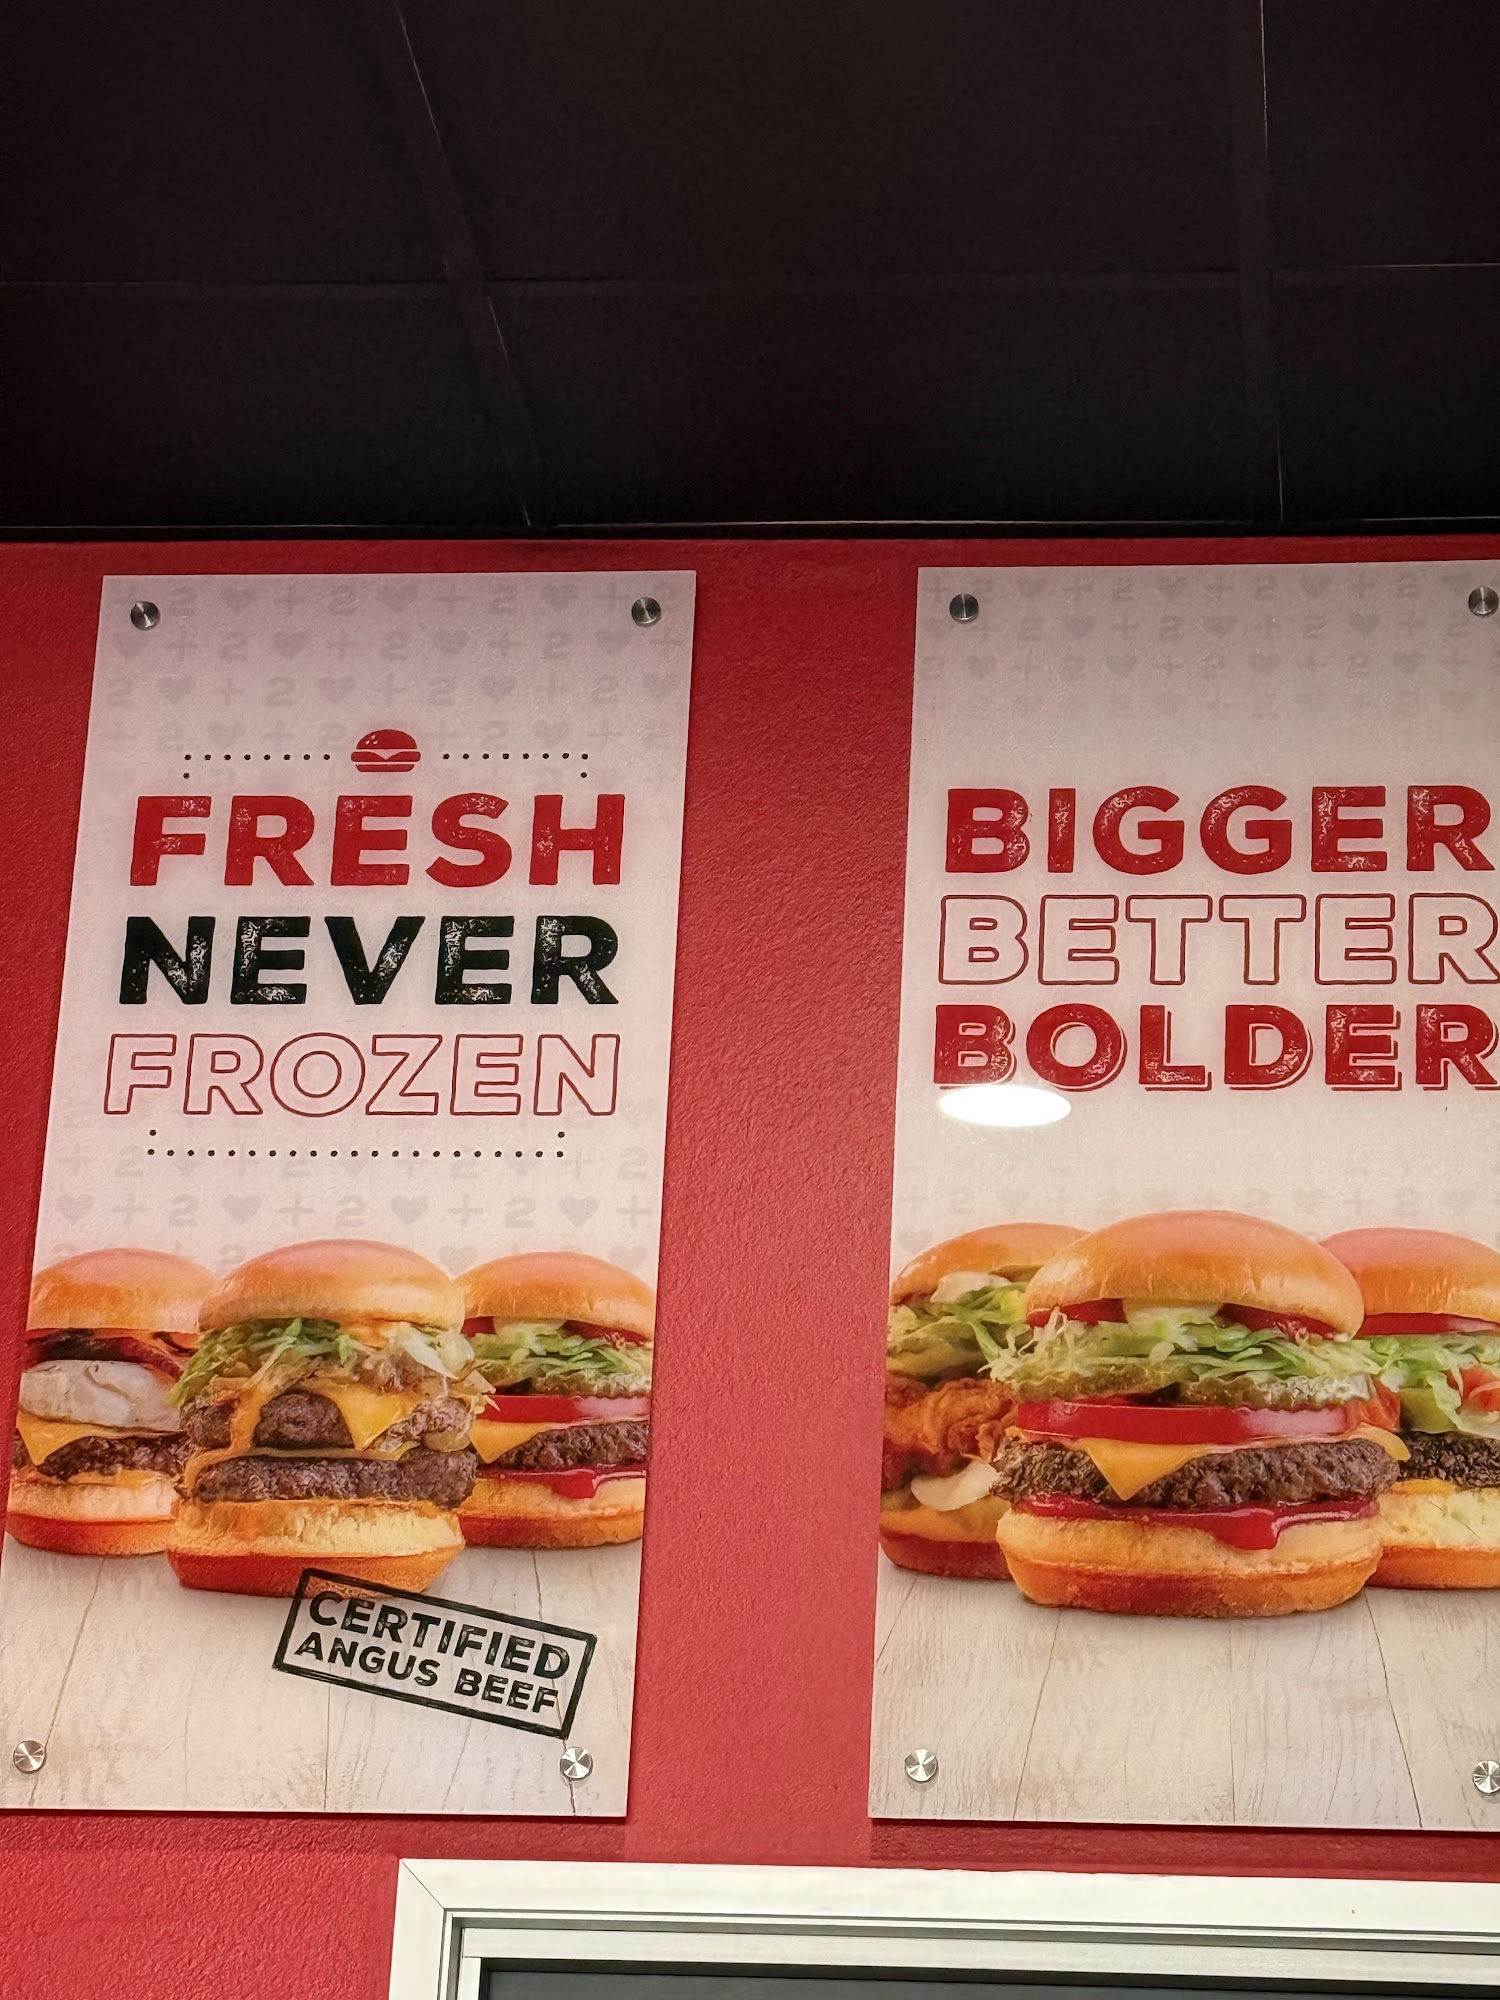 FRESH
NEVER
FROZEN
CERTIFIED
ANGUS BEEF
BIGGER
BETTER
BOLDER